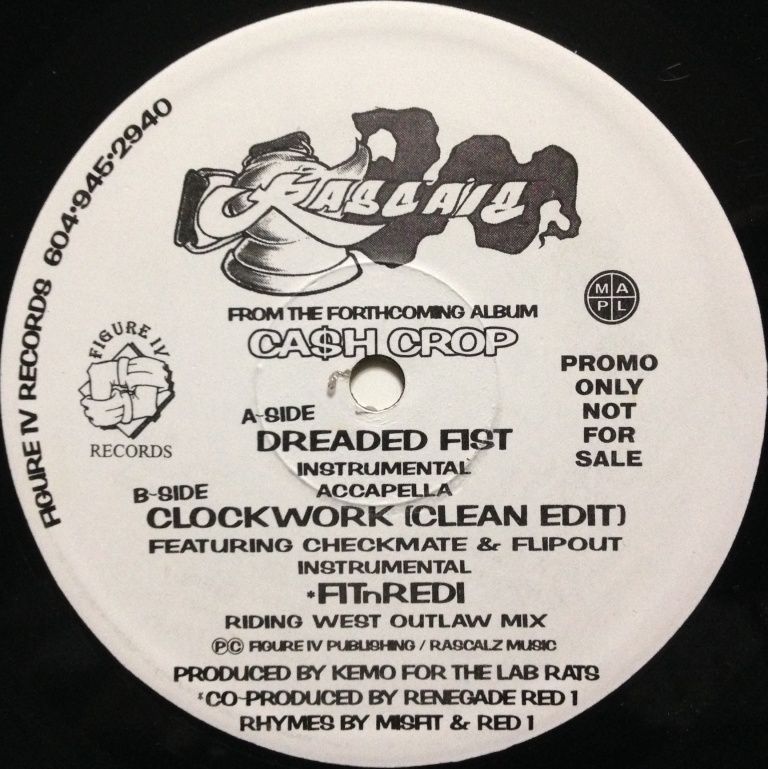 FIGURE IV RECORDS 604·945·2940
RASCALZ
FROM THE FORTHCOMING ALBUM
CA$H CROP
M A
P L
FIGURE IV
RECORDS
PROMO
ONLY
NOT
FOR
SALE
A-SIDE
DREADED FIST
INSTRUMENTAL
ACCAPELLA
B-SIDE
CLOCKWORK (CLEAN EDIT)
FEATURING CHECKMATE & FLIPOUT
INSTRUMENTAL
*FITnREDI
RIDING WEST OUTLAW MIX
℗© FIGURE IV PUBLISHING / RASCALZ MUSIC
PRODUCED BY KEMO FOR THE LAB RATS
*CO-PRODUCED BY RENEGADE RED 1
RHYMES BY MISFIT & RED 1